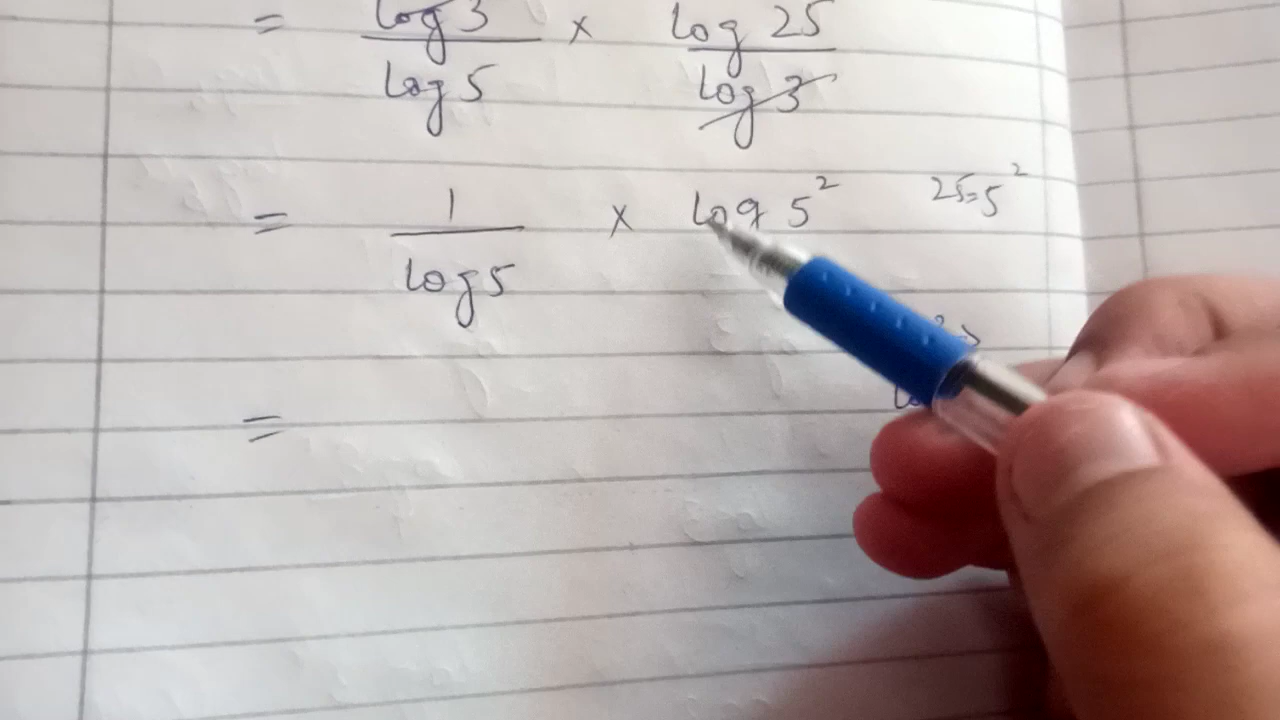 = log 3 / log 5 × log 25 / log 3
= 1 / log 5 × log 5² 25=5²
=